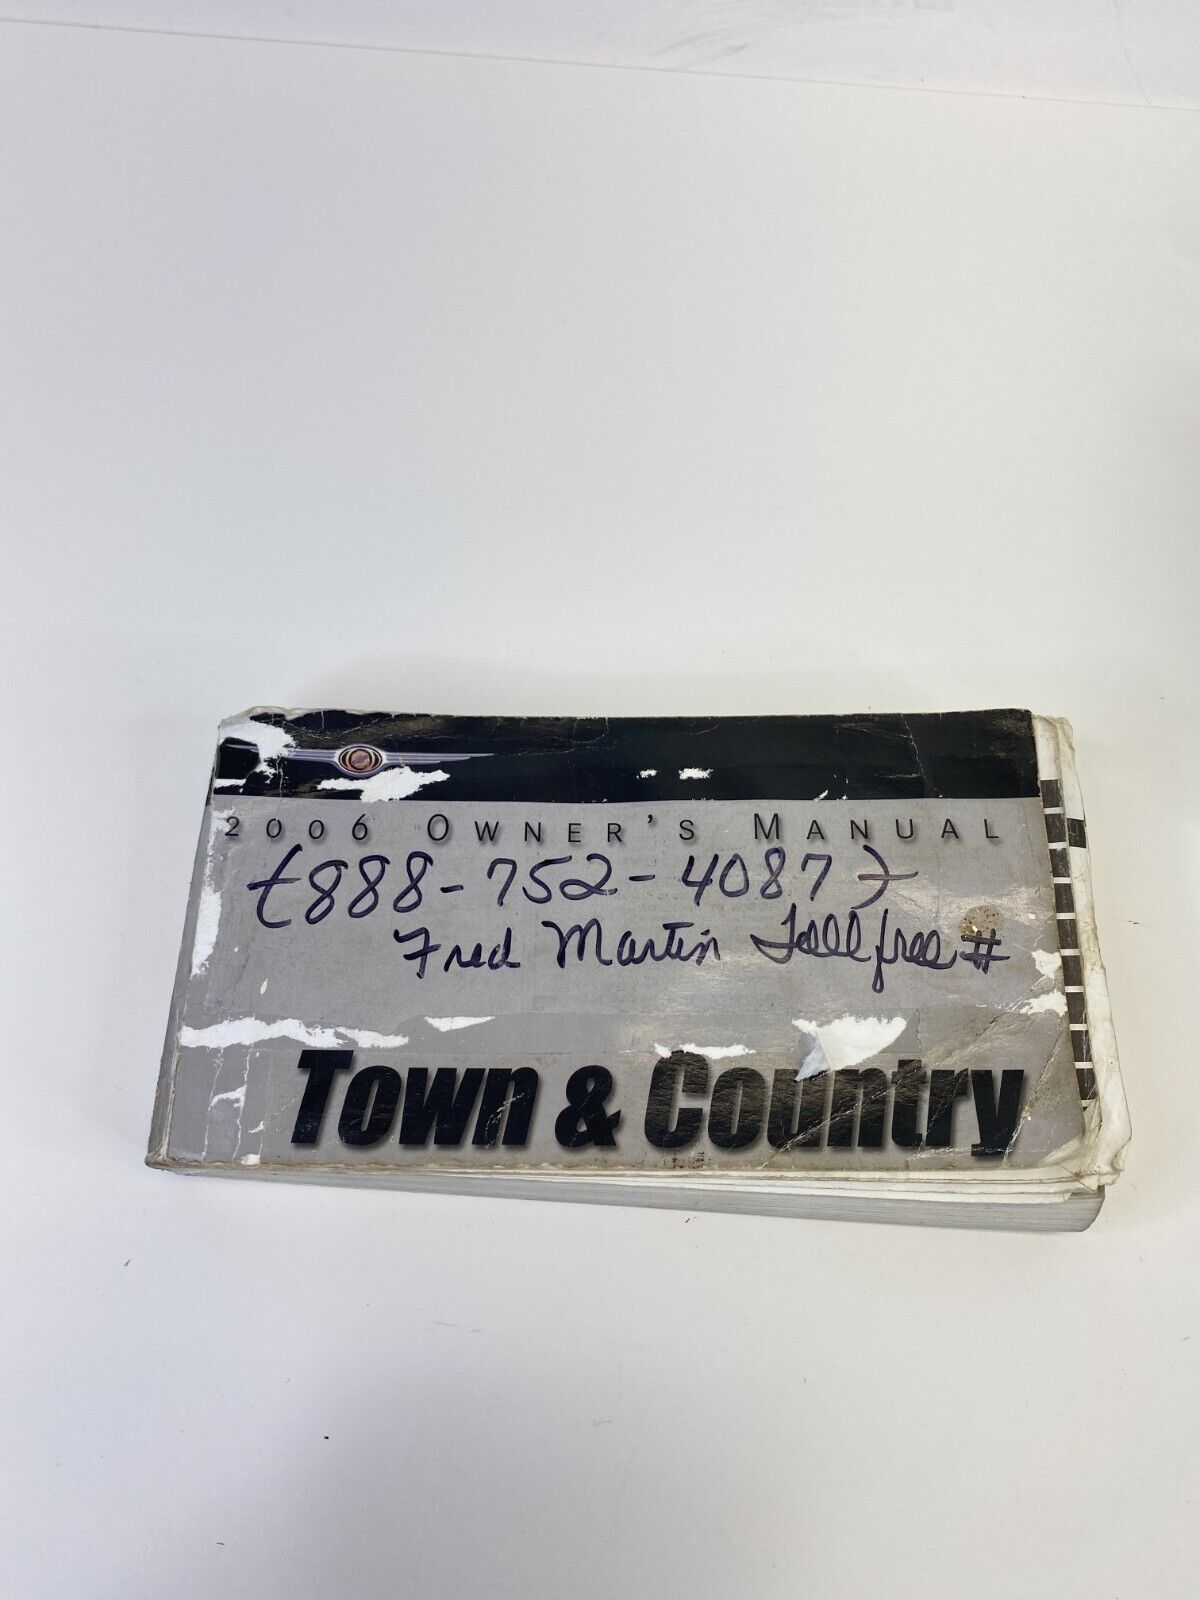 2006 OWNER'S MANUAL
(888-752-4087)
Fred Martin Toll free #
Town & Country